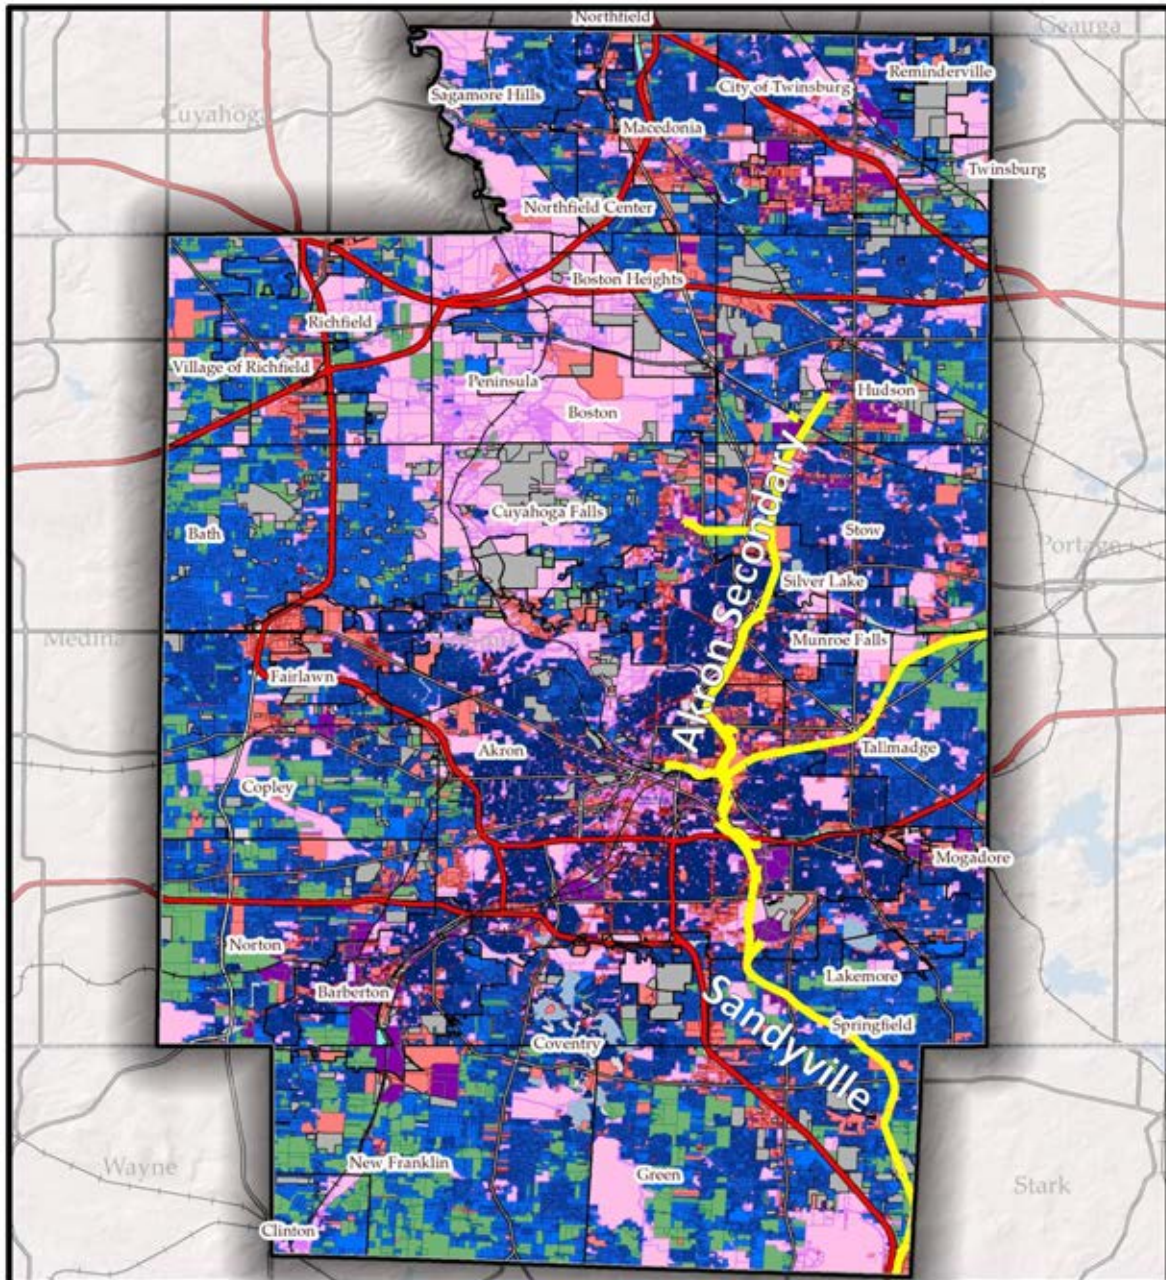 Northfield
Geauga
Reminderville
City of Twinsburg
Sagamore Hills
Cuyahoga
Macedonia
Twinsburg
Northfield Center
Boston Heights
Richfield
Village of Richfield
Peninsula
Hudson
Boston
Cuyahoga Falls
Bath
Stow
Portage
Akron Secondary
Silver Lake
Medina
Munroe Falls
Fairlawn
Akron
Tallmadge
Copley
Mogadore
Norton
Lakemore
Barberton
Springfield
Coventry
Sandyville
Wayne
New Franklin
Green
Stark
Clinton